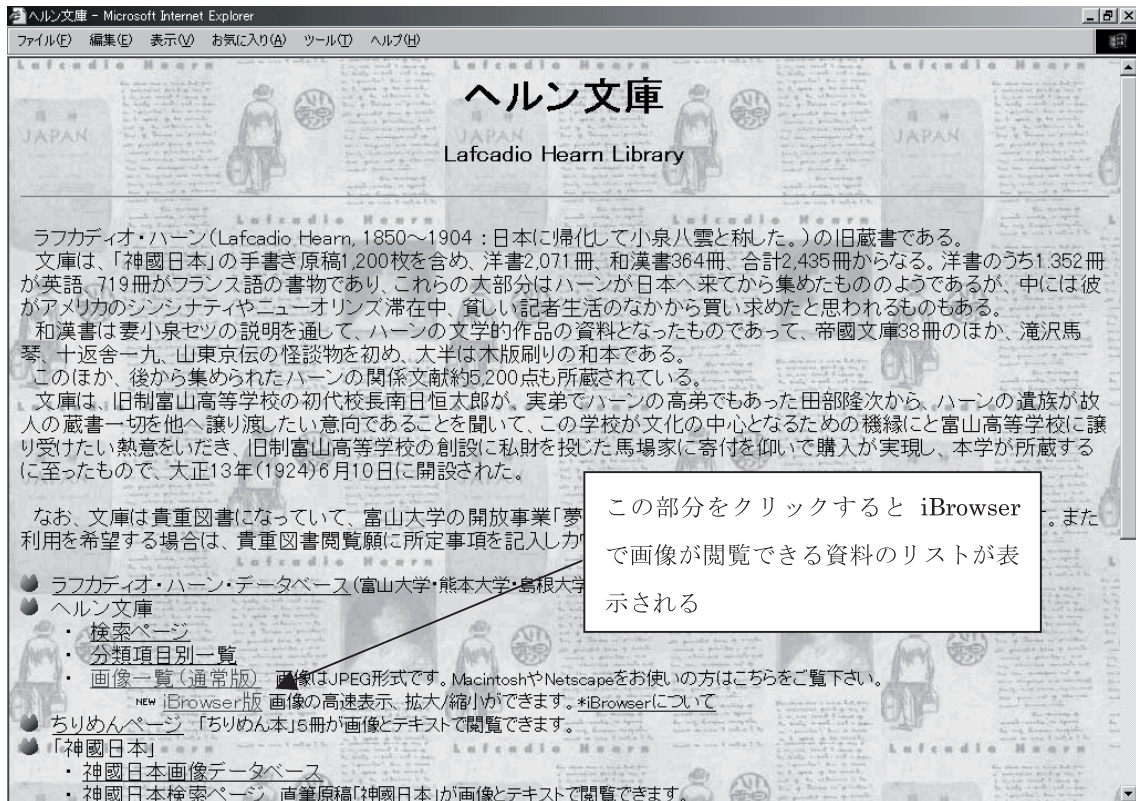 ヘルン文庫 - Microsoft Internet Explorer
ファイル(F) 編集(E) 表示(V) お気に入り(A) ツール(T) ヘルプ(H)
ヘルン文庫
Lafcadio Hearn Library
ラフカディオ・ハーン(Lafcadio Hearn, 1850～1904：日本に帰化して小泉八雲と称した。)の旧蔵書である。
文庫は、「神國日本」の手書き原稿1,200枚を含め、洋書2,071冊、和漢書364冊、合計2,435冊からなる。洋書のうち1.352冊
が英語、719冊がフランス語の書物であり、これらの大部分はハーンが日本へ来てから集めたもののようであるが、中には彼
がアメリカのシンシナティやニューオリンズ滞在中、貧しい記者生活のなかから買い求めたと思われるものもある。
和漢書は妻小泉セツの説明を通して、ハーンの文学的作品の資料となったものであって、帝國文庫38冊のほか、滝沢馬
琴、十返舎一九、山東京伝の怪談物を初め、大半は木版刷りの和本である。
このほか、後から集められたハーンの関係文献約5,200点も所蔵されている。
文庫は、旧制富山高等学校の初代校長南日恒太郎が、実弟でハーンの高弟でもあった田部隆次から、ハーンの遺族が故
人の蔵書一切を他へ譲り渡したい意向であることを聞いて、この学校が文化の中心となるための機縁にと富山高等学校に譲
り受けたい熱意をいだき、旧制富山高等学校の創設に私財を投じた馬場家に寄付を仰いで購入が実現し、本学が所蔵する
に至ったもので、大正13年(1924)6月10日に開設された。
なお、文庫は貴重図書になっていて、富山大学の開放事業「夢 す。また
利用を希望する場合は、貴重図書閲覧願に所定事項を記入しカウ
この部分をクリックすると iBrowser
で画像が閲覧できる資料のリストが表
示される
ラフカディオ・ハーン・データベース(富山大学・熊本大学・島根大学
ヘルン文庫
・ 検索ページ
・ 分類項目別一覧
・ 画像一覧(通常版) 画像はJPEG形式です。MacintoshやNetscapeをお使いの方はこちらをご覧下さい。
NEW iBrowser版 画像の高速表示、拡大/縮小ができます。*iBrowserについて
ちりめんページ 「ちりめん本」5冊が画像とテキストで閲覧できます。
「神國日本」
・ 神國日本画像データベース
・ 神國日本検索ページ 直筆原稿「神國日本」が画像とテキストで閲覧できます。